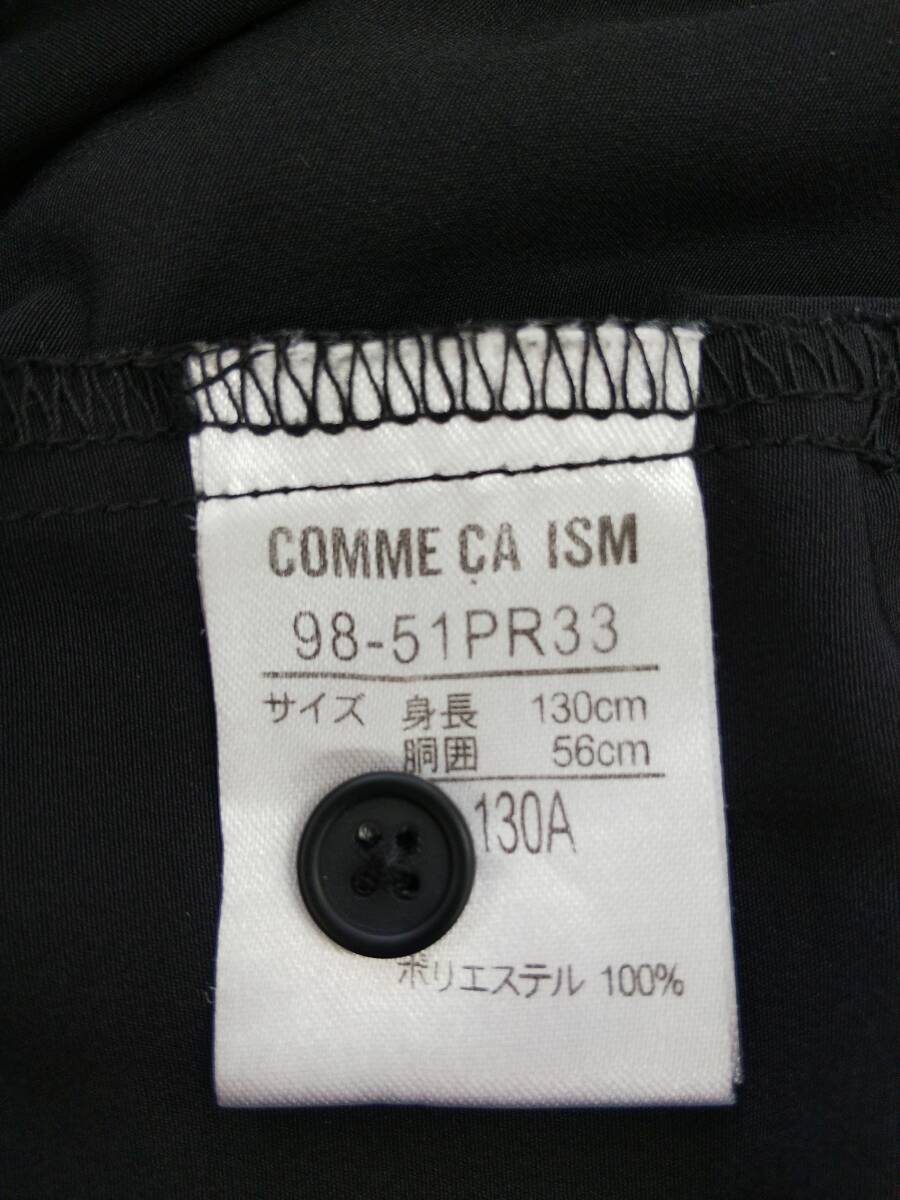 COMME ÇA ISM
98-51PR33
サイズ 身長 130cm
胴囲 56cm
130A
ポリエステル 100%